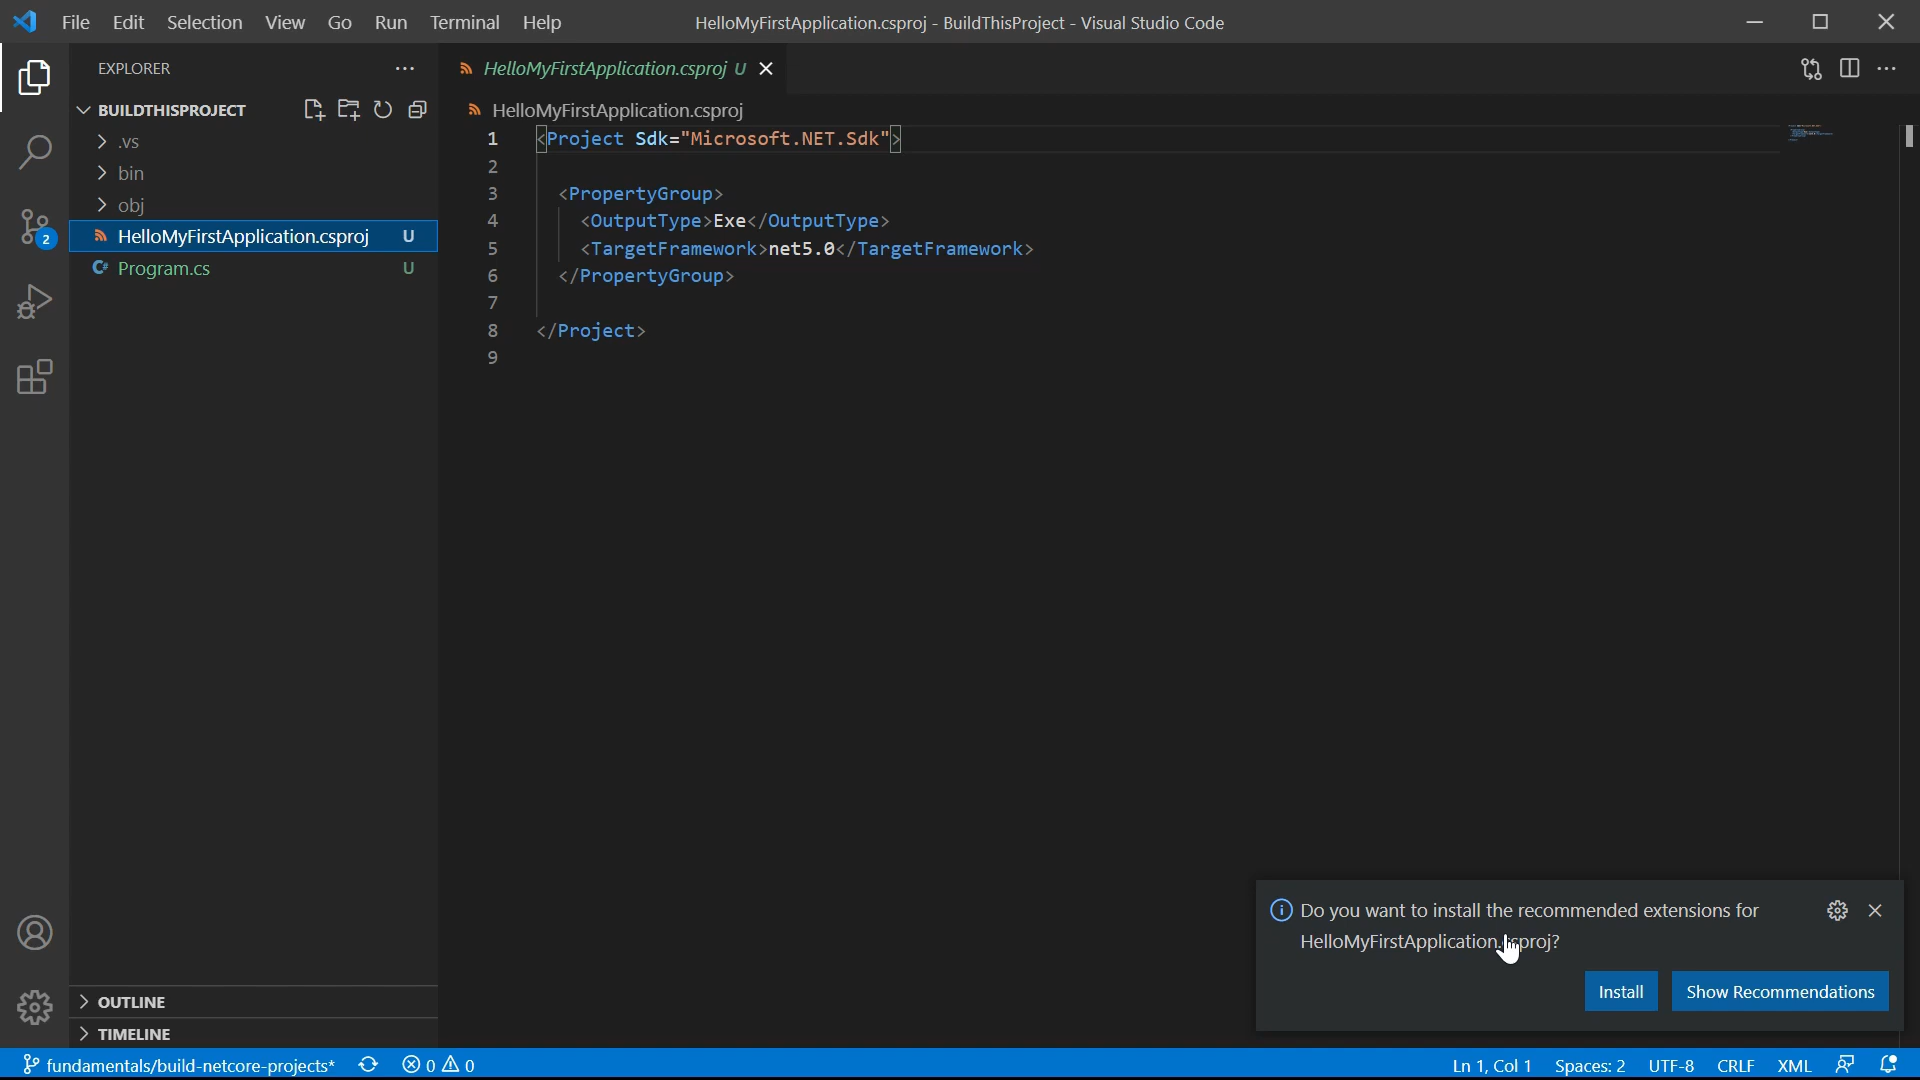 File Edit Selection View Go Run Terminal Help
HelloMyFirstApplication.csproj - BuildThisProject - Visual Studio Code
EXPLORER
BUILDTHISPROJECT
.vs
bin
obj
HelloMyFirstApplication.csproj U
Program.cs U
OUTLINE
TIMELINE
2
HelloMyFirstApplication.csproj U
HelloMyFirstApplication.csproj
1 <Project Sdk="Microsoft.NET.Sdk">
2
3 <PropertyGroup>
4 <OutputType>Exe</OutputType>
5 <TargetFramework>net5.0</TargetFramework>
6 </PropertyGroup>
7
8 </Project>
9
Do you want to install the recommended extensions for
HelloMyFirstApplication.csproj?
Install Show Recommendations
fundamentals/build-netcore-projects* 0 0 Ln 1, Col 1 Spaces: 2 UTF-8 CRLF XML